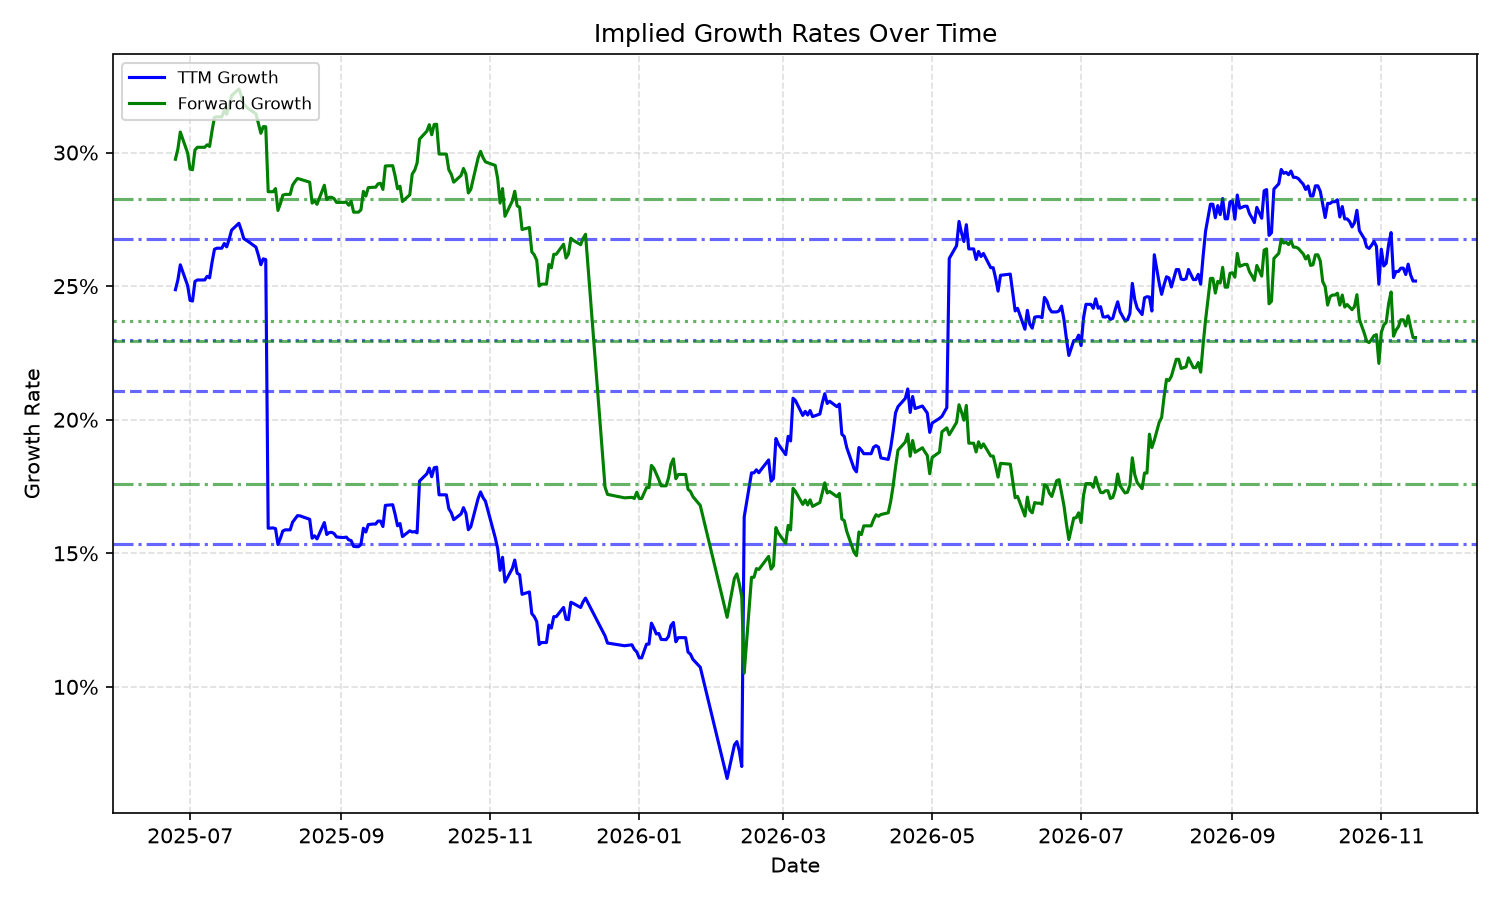 Implied Growth Rates Over Time
TTM Growth
Forward Growth
30%
25%
20%
15%
10%
Growth Rate
2025-07 2025-09 2025-11 2026-01 2026-03 2026-05 2026-07 2026-09 2026-11
Date